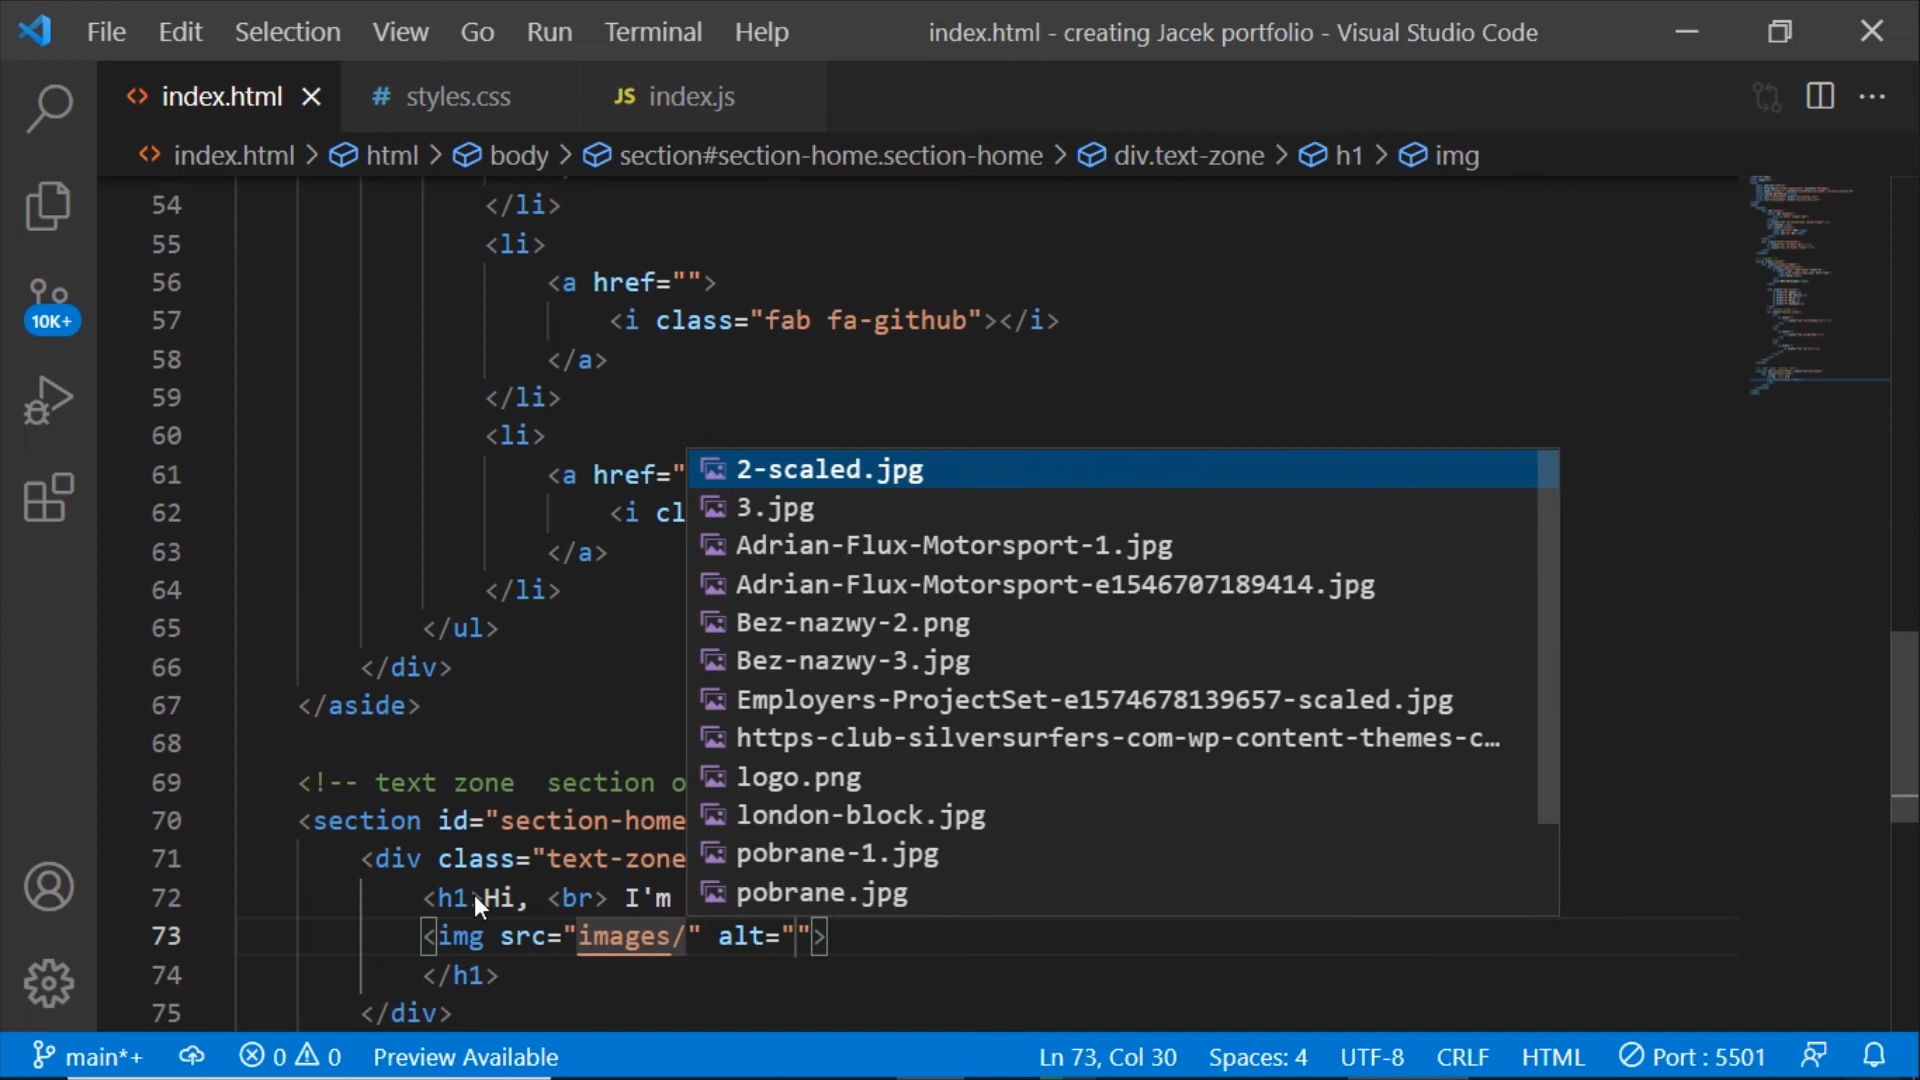 File Edit Selection View Go Run Terminal Help index.html - creating Jacek portfolio - Visual Studio Code
index.html # styles.css JS index.js
index.html > html > body > section#section-home.section-home > div.text-zone > h1 > img
54 </li>
55 <li>
56 <a href="">
57 <i class="fab fa-github"></i>
58 </a>
59 </li>
60 <li>
61 <a href="
62 <i cl
63 </a>
64 </li>
65 </ul>
66 </div>
67 </aside>
68
69 <!-- text zone  section o
70 <section id="section-home
71 <div class="text-zone
72 <h1>Hi, <br> I'm
73 <img src="images/" alt="">
74 </h1>
75 </div>
2-scaled.jpg
3.jpg
Adrian-Flux-Motorsport-1.jpg
Adrian-Flux-Motorsport-e1546707189414.jpg
Bez-nazwy-2.png
Bez-nazwy-3.jpg
Employers-ProjectSet-e1574678139657-scaled.jpg
https-club-silversurfers-com-wp-content-themes-c…
logo.png
london-block.jpg
pobrane-1.jpg
pobrane.jpg
10K+
main*+ 0 0 Preview Available Ln 73, Col 30 Spaces: 4 UTF-8 CRLF HTML Port : 5501